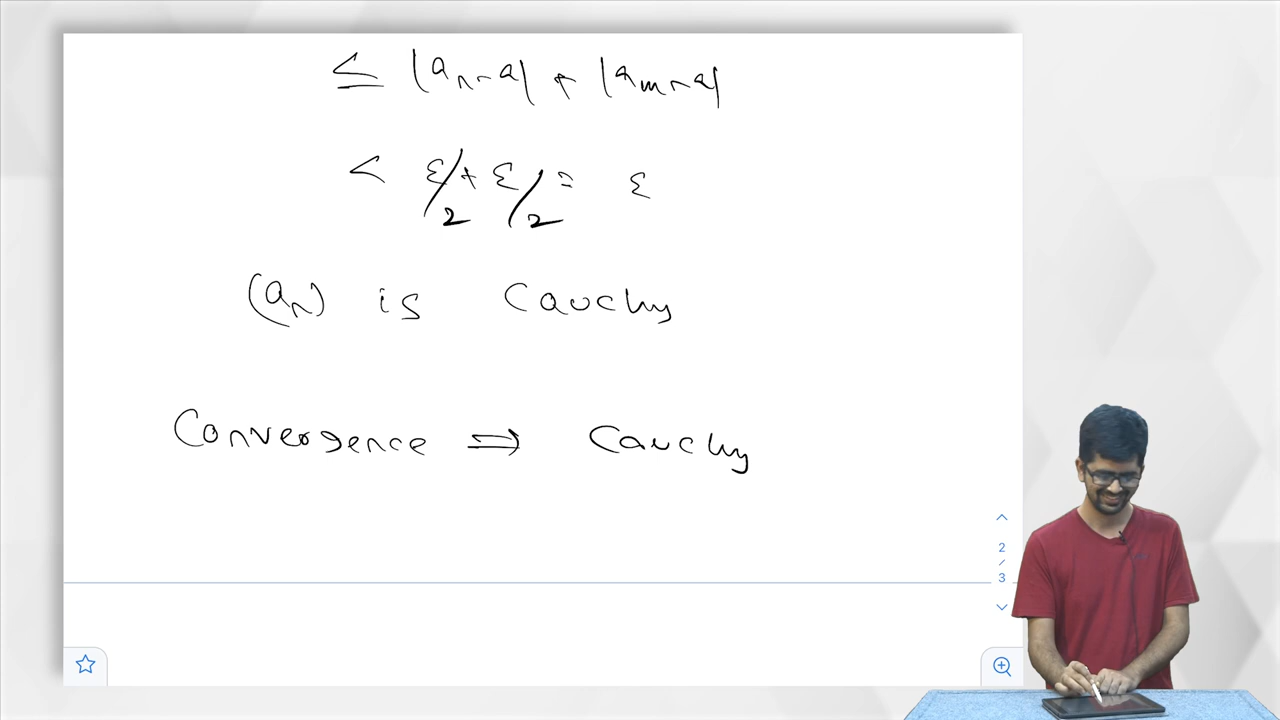 ≤ |aₙ - a| + |aₘ - a|
< ε/2 + ε/2 = ε
(aₙ) is Cauchy
Convergence ⇒ Cauchy
2
/
3